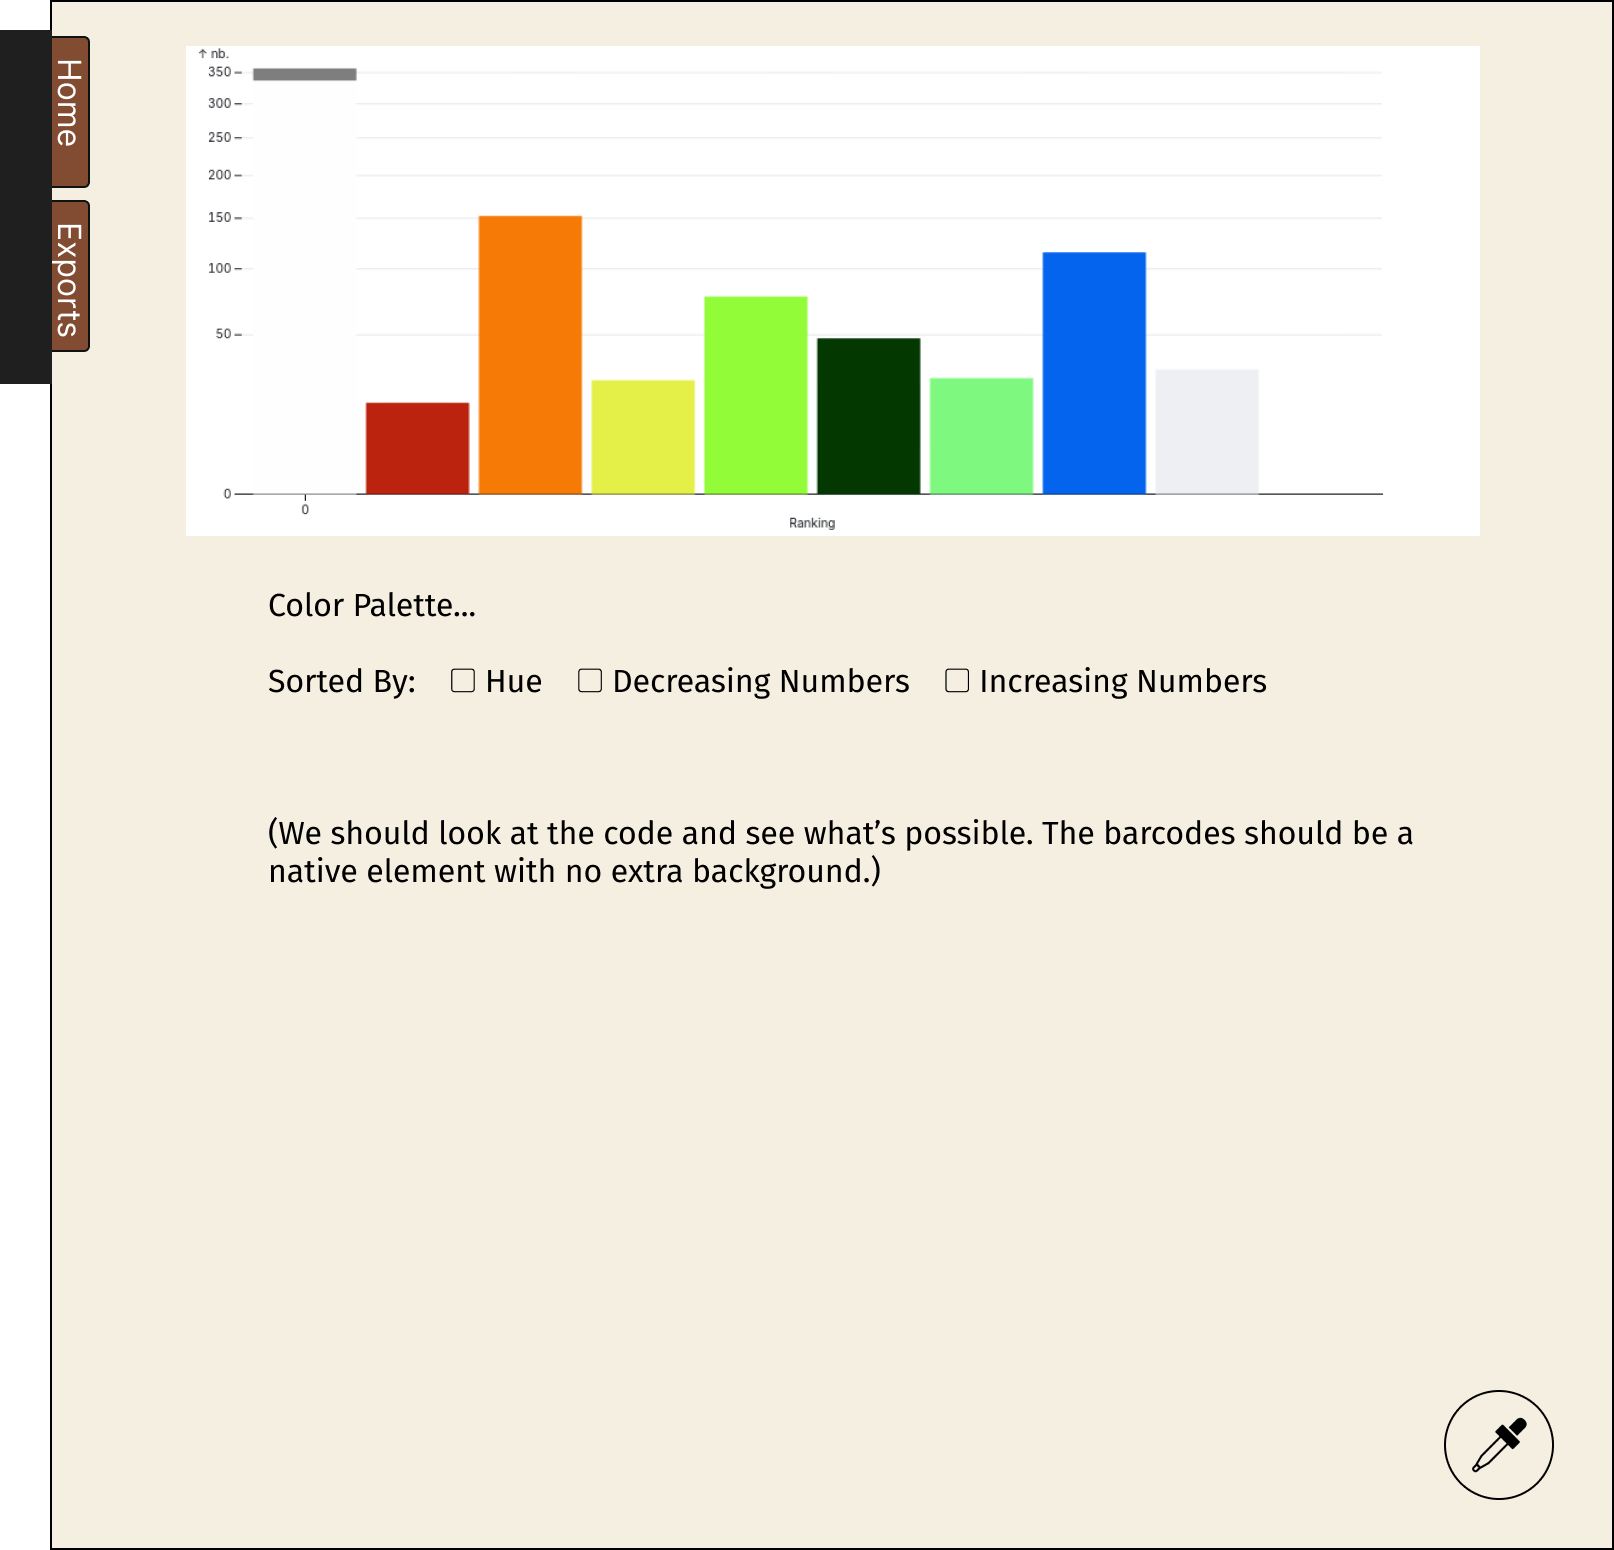 Home
Exports
↑ nb.
350
300
250
200
150
100
50
0
0
Ranking
Color Palette...
Sorted By: Hue Decreasing Numbers Increasing Numbers
(We should look at the code and see what’s possible. The barcodes should be a
native element with no extra background.)